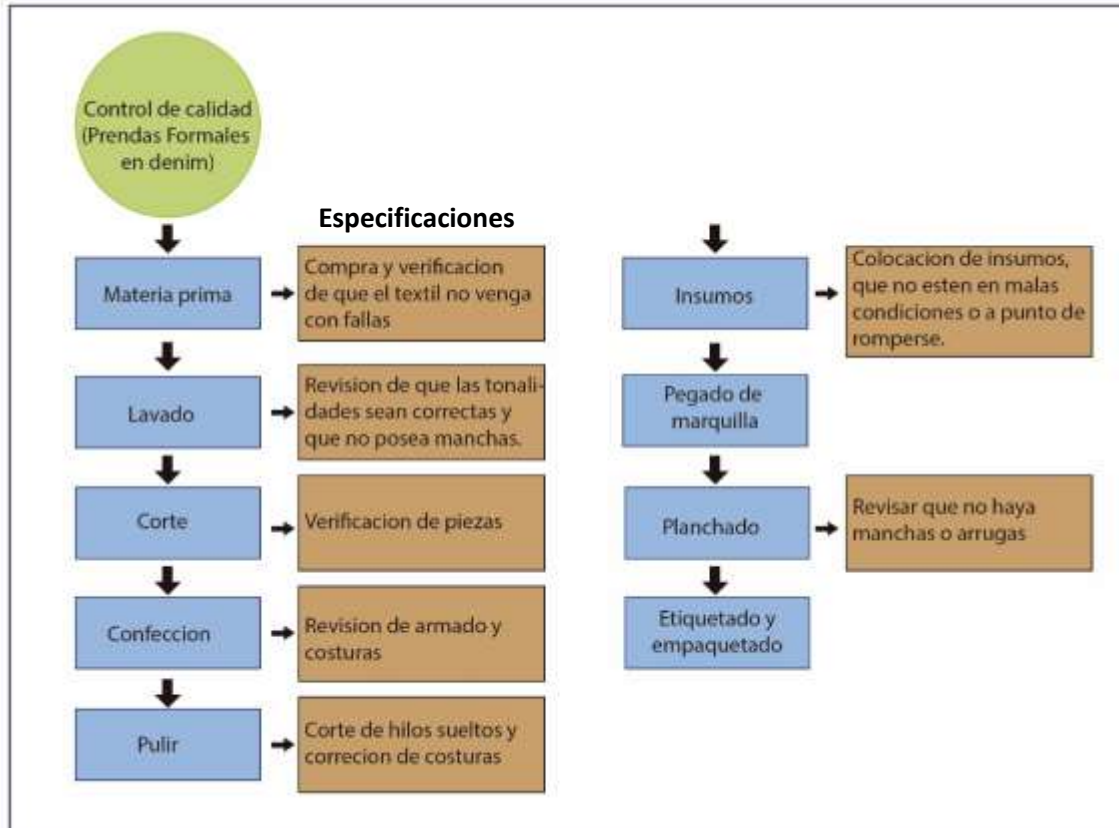 Control de calidad
(Prendas Formales
en denim)
Especificaciones
Materia prima
Compra y verificacion
de que el textil no venga
con fallas
Lavado
Revision de que las tonali-
dades sean correctas y
que no posea manchas.
Corte
Verificacion de piezas
Confeccion
Revision de armado y
costuras
Pulir
Corte de hilos sueltos y
correcion de costuras
Insumos
Colocacion de insumos,
que no esten en malas
condiciones o a punto de
romperse.
Pegado de
marquilla
Planchado
Revisar que no haya
manchas o arrugas
Etiquetado y
empaquetado